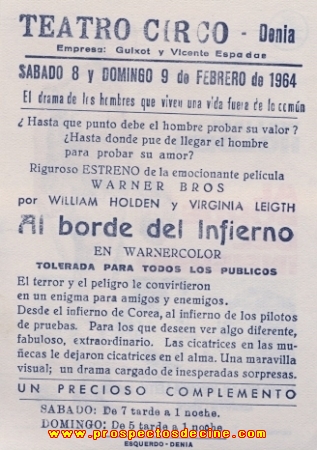 TEATRO CIRCO - Denia
Empresa: Guixot y Vicente Espadas
SABADO 8 y DOMINGO 9 de FEBRERO de 1964
El drama de los hombres que viven una vida fuera de lo común
¿Hasta que punto debe el hombre probar su valor?
¿Hasta donde pue de llegar el hombre
para probar su amor?
Riguroso ESTRENO de la emocionante película
WARNER BROS
por WILLIAM HOLDEN y VIRGINIA LEIGTH
Al borde del Infierno
EN WARNERCOLOR
TOLERADA PARA TODOS LOS PUBLICOS
El terror y el peligro le convirtieron
en un enigma para amigos y enemigos.
Desde el infierno de Corea, al infierno de los pilotos
de pruebas. Para los que deseen ver algo diferente,
fabuloso, extraordinario. Las cicatrices en las mu-
ñecas le dejaron cicatrices en el alma. Una maravilla
visual; un drama cargado de inesperadas sorpresas.
UN PRECIOSO COMPLEMENTO
SABADO: De 7 tarde a 1 noche.
DOMINGO: De 5 tarde a 1 noche.
www.prospectosdecine.com
ESQUERDO-DENIA